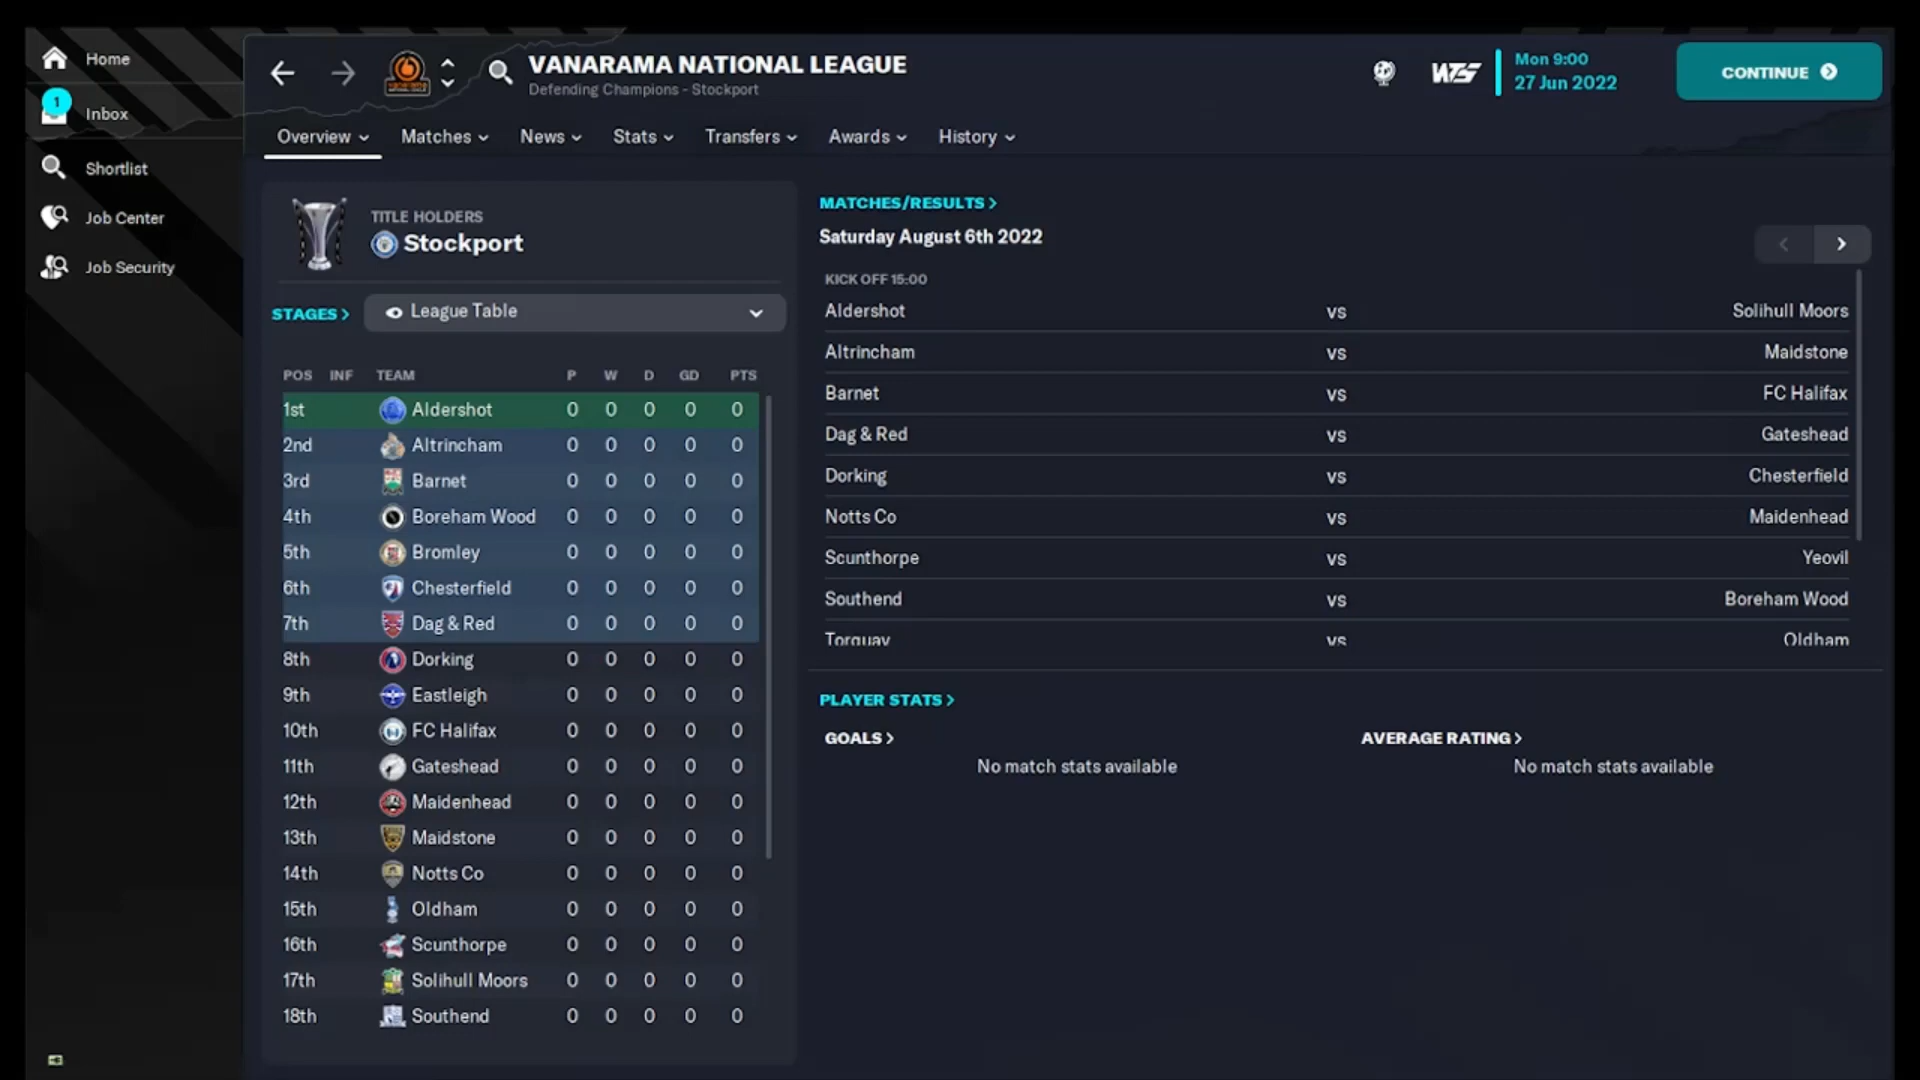 Home
1
Inbox
Shortlist
Job Center
Job Security
VANARAMA NATIONAL LEAGUE
Defending Champions - Stockport
Mon 9:00
27 Jun 2022
CONTINUE
Overview
Matches
News
Stats
Transfers
Awards
History
TITLE HOLDERS
Stockport
STAGES
League Table
POS INF TEAM P W D GD PTS
1st Aldershot 0 0 0 0 0
2nd Altrincham 0 0 0 0 0
3rd Barnet 0 0 0 0 0
4th Boreham Wood 0 0 0 0 0
5th Bromley 0 0 0 0 0
6th Chesterfield 0 0 0 0 0
7th Dag & Red 0 0 0 0 0
8th Dorking 0 0 0 0 0
9th Eastleigh 0 0 0 0 0
10th FC Halifax 0 0 0 0 0
11th Gateshead 0 0 0 0 0
12th Maidenhead 0 0 0 0 0
13th Maidstone 0 0 0 0 0
14th Notts Co 0 0 0 0 0
15th Oldham 0 0 0 0 0
16th Scunthorpe 0 0 0 0 0
17th Solihull Moors 0 0 0 0 0
18th Southend 0 0 0 0 0
MATCHES/RESULTS
Saturday August 6th 2022
KICK OFF 15:00
Aldershot vs Solihull Moors
Altrincham vs Maidstone
Barnet vs FC Halifax
Dag & Red vs Gateshead
Dorking vs Chesterfield
Notts Co vs Maidenhead
Scunthorpe vs Yeovil
Southend vs Boreham Wood
Torquay vs Oldham
PLAYER STATS
GOALS
No match stats available
AVERAGE RATING
No match stats available